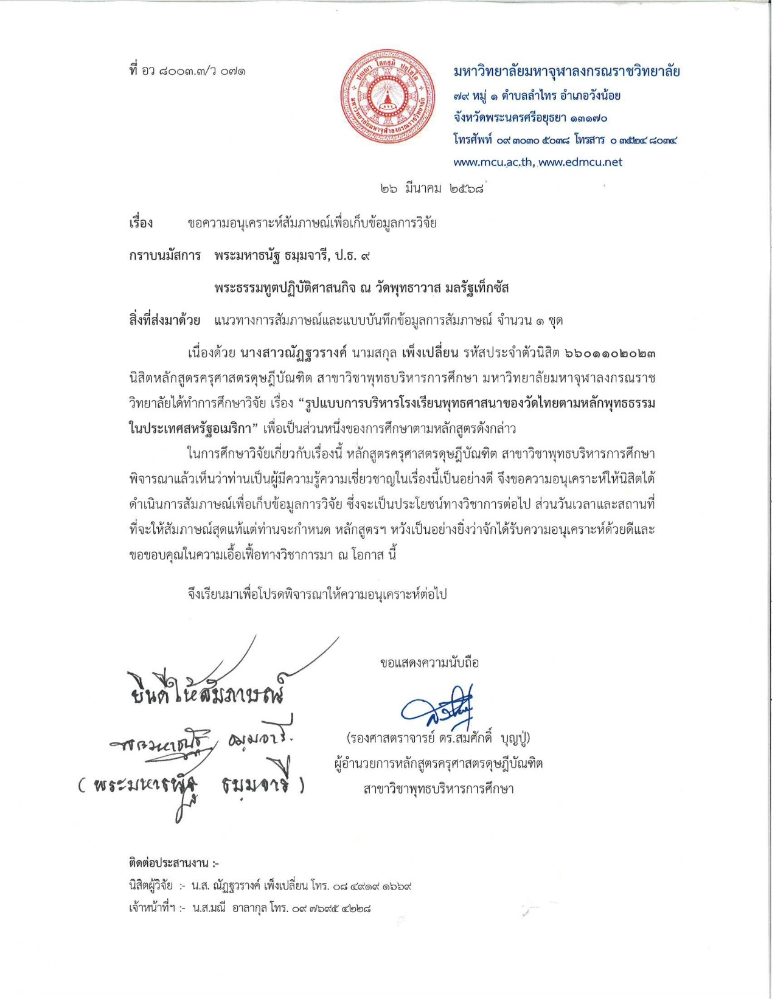 ที่ อว ๘๐๐๓.๓/ว ๐๗๑
ปญฺญา โลกสฺมิ ปชฺโชโต
มหาวิทยาลัยมหาจุฬาลงกรณราชวิทยาลัย
มหาวิทยาลัยมหาจุฬาลงกรณราชวิทยาลัย
๗๙ หมู่ ๑ ตำบลลำไทร อำเภอวังน้อย
จังหวัดพระนครศรีอยุธยา ๑๓๑๗๐
โทรศัพท์ ๐๙ ๓๐๓๐ ๕๐๓๘ โทรสาร ๐ ๓๕๒๔ ๘๐๓๔
www.mcu.ac.th, www.edmcu.net
๒๖ มีนาคม ๒๕๖๘
เรื่อง ขอความอนุเคราะห์สัมภาษณ์เพื่อเก็บข้อมูลการวิจัย
กราบนมัสการ พระมหาธนัฐ ธมฺมจารี, ป.ธ. ๙
พระธรรมทูตปฏิบัติศาสนกิจ ณ วัดพุทธาวาส มลรัฐเท็กซัส
สิ่งที่ส่งมาด้วย แนวทางการสัมภาษณ์และแบบบันทึกข้อมูลการสัมภาษณ์ จำนวน ๑ ชุด
เนื่องด้วย นางสาวณัฏฐวรางค์ นามสกุล เพ็งเปลี่ยน รหัสประจำตัวนิสิต ๖๖๐๑๑๐๒๐๒๓
นิสิตหลักสูตรครุศาสตรดุษฎีบัณฑิต สาขาวิชาพุทธบริหารการศึกษา มหาวิทยาลัยมหาจุฬาลงกรณราช
วิทยาลัยได้ทำการศึกษาวิจัย เรื่อง “รูปแบบการบริหารโรงเรียนพุทธศาสนาของวัดไทยตามหลักพุทธธรรม
ในประเทศสหรัฐอเมริกา” เพื่อเป็นส่วนหนึ่งของการศึกษาตามหลักสูตรดังกล่าว
ในการศึกษาวิจัยเกี่ยวกับเรื่องนี้ หลักสูตรครุศาสตรดุษฎีบัณฑิต สาขาวิชาพุทธบริหารการศึกษา
พิจารณาแล้วเห็นว่าท่านเป็นผู้มีความรู้ความเชี่ยวชาญในเรื่องนี้เป็นอย่างดี จึงขอความอนุเคราะห์ให้นิสิตได้
ดำเนินการสัมภาษณ์เพื่อเก็บข้อมูลการวิจัย ซึ่งจะเป็นประโยชน์ทางวิชาการต่อไป ส่วนวันเวลาและสถานที่
ที่จะให้สัมภาษณ์สุดแท้แต่ท่านจะกำหนด หลักสูตรฯ หวังเป็นอย่างยิ่งว่าจักได้รับความอนุเคราะห์ด้วยดีและ
ขอขอบคุณในความเอื้อเฟื้อทางวิชาการมา ณ โอกาส นี้
จึงเรียนมาเพื่อโปรดพิจารณาให้ความอนุเคราะห์ต่อไป
ขอแสดงความนับถือ
ยินดีให้สัมภาษณ์
พระมหาธนัฐ ธมฺมจารี.
(พระมหาธนัฐ ธมฺมจารี)
(รองศาสตราจารย์ ดร.สมศักดิ์ บุญปู่)
ผู้อำนวยการหลักสูตรครุศาสตรดุษฎีบัณฑิต
สาขาวิชาพุทธบริหารการศึกษา
ติดต่อประสานงาน :-
นิสิตผู้วิจัย :- น.ส. ณัฏฐวรางค์ เพ็งเปลี่ยน โทร. ๐๘ ๔๙๑๙ ๑๖๖๙
เจ้าหน้าที่ฯ :- น.ส.มณี อาลากุล โทร. ๐๙ ๗๖๙๕ ๔๒๒๘